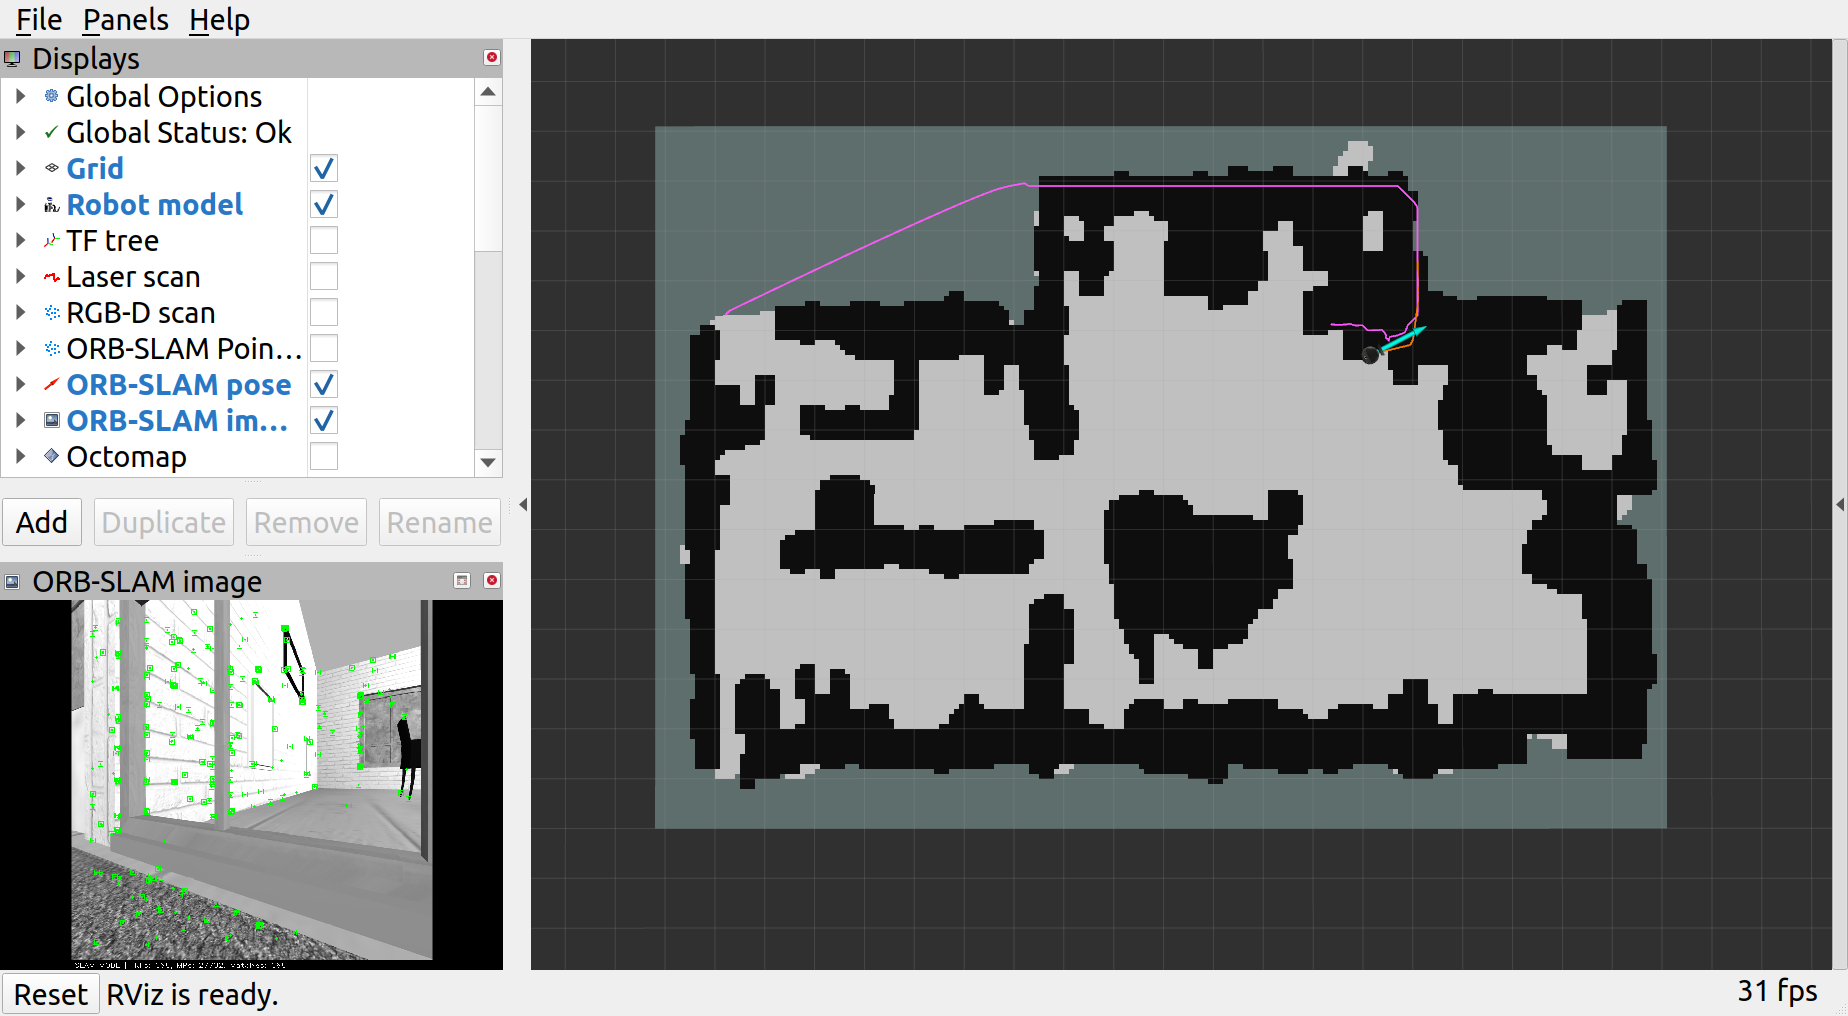 File Panels Help
Displays
Global Options
Global Status: Ok
Grid
Robot model
TF tree
Laser scan
RGB-D scan
ORB-SLAM Poin...
ORB-SLAM pose
ORB-SLAM im...
Octomap
Add Duplicate Remove Rename
ORB-SLAM image
SLAM MODE |
Reset RViz is ready.
31 fps